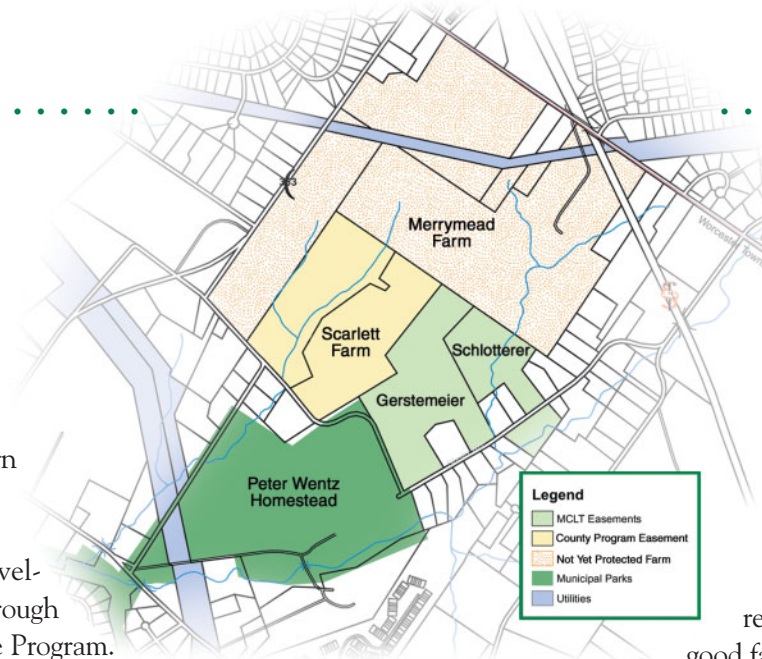 Merrymead
Farm
Worcester Town
Scarlett
Farm
Schlotterer
Gerstemeier
Peter Wentz
Homestead
Legend
MCLT Easements
County Program Easement
Not Yet Protected Farm
Municipal Parks
Utilities
rn
vel-
rough
e Program.
re
good fa